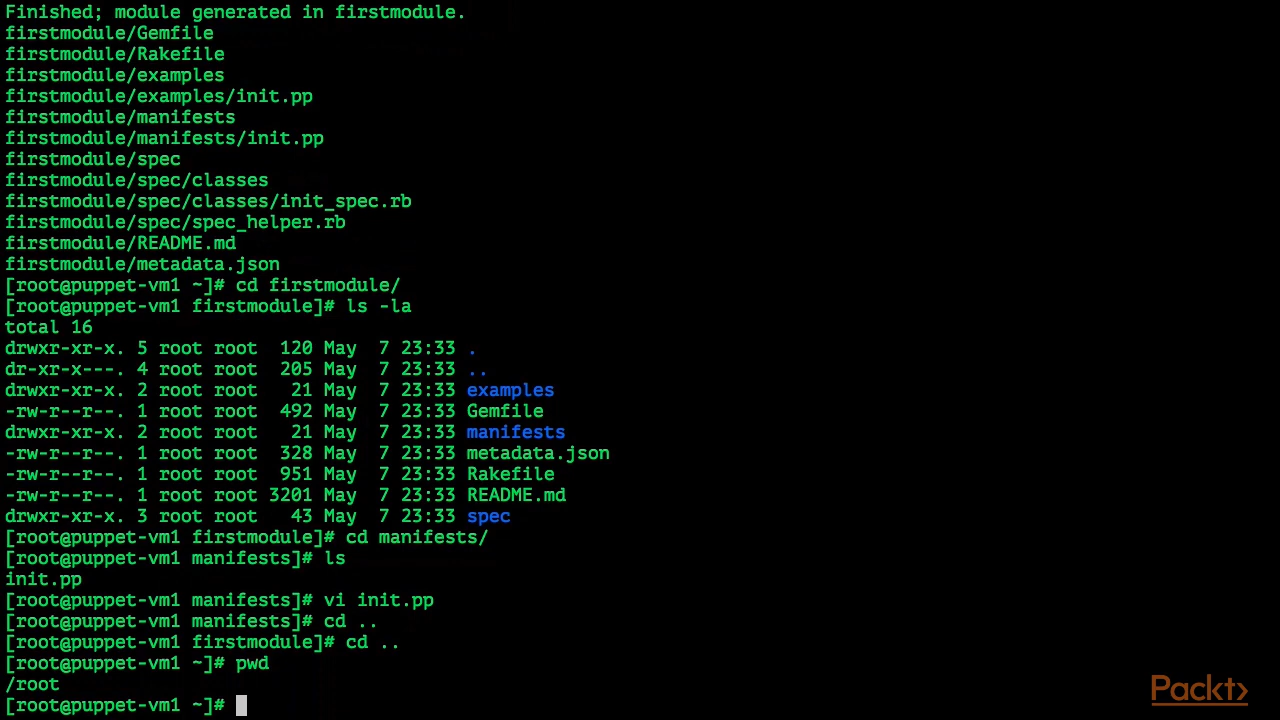 Finished; module generated in firstmodule.
firstmodule/Gemfile
firstmodule/Rakefile
firstmodule/examples
firstmodule/examples/init.pp
firstmodule/manifests
firstmodule/manifests/init.pp
firstmodule/spec
firstmodule/spec/classes
firstmodule/spec/classes/init_spec.rb
firstmodule/spec/spec_helper.rb
firstmodule/README.md
firstmodule/metadata.json
[root@puppet-vm1 ~]# cd firstmodule/
[root@puppet-vm1 firstmodule]# ls -la
total 16
drwxr-xr-x. 5 root root  120 May  7 23:33 .
dr-xr-x---. 4 root root  205 May  7 23:33 ..
drwxr-xr-x. 2 root root   21 May  7 23:33 examples
-rw-r--r--. 1 root root  492 May  7 23:33 Gemfile
drwxr-xr-x. 2 root root   21 May  7 23:33 manifests
-rw-r--r--. 1 root root  328 May  7 23:33 metadata.json
-rw-r--r--. 1 root root  951 May  7 23:33 Rakefile
-rw-r--r--. 1 root root 3201 May  7 23:33 README.md
drwxr-xr-x. 3 root root   43 May  7 23:33 spec
[root@puppet-vm1 firstmodule]# cd manifests/
[root@puppet-vm1 manifests]# ls
init.pp
[root@puppet-vm1 manifests]# vi init.pp
[root@puppet-vm1 manifests]# cd ..
[root@puppet-vm1 firstmodule]# cd ..
[root@puppet-vm1 ~]# pwd
/root
[root@puppet-vm1 ~]#
Packt>